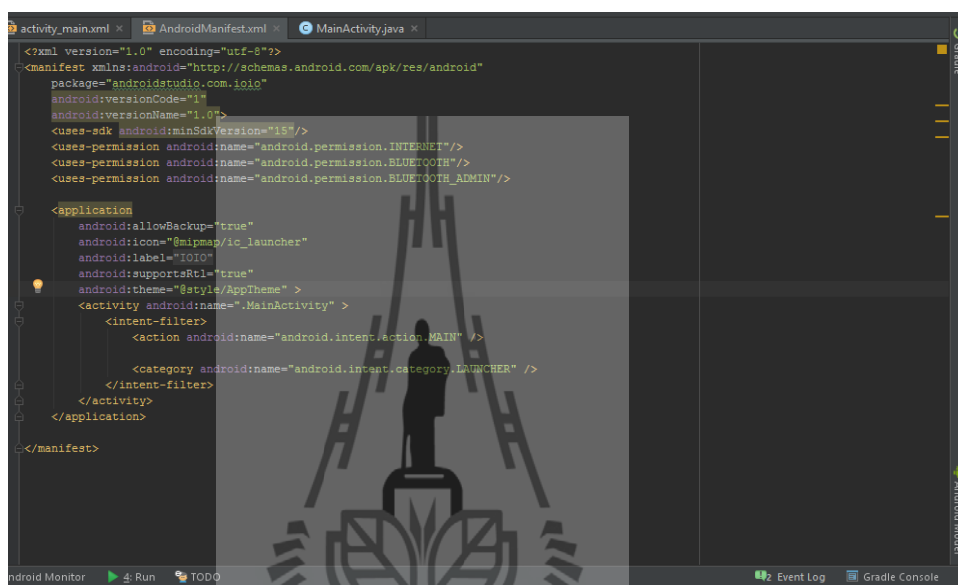 activity_main.xml × AndroidManifest.xml × MainActivity.java ×
<?xml version="1.0" encoding="utf-8"?>
<manifest xmlns:android="http://schemas.android.com/apk/res/android"
package="androidstudio.com.ioio"
android:versionCode="1"
android:versionName="1.0">
<uses-sdk android:minSdkVersion="15"/>
<uses-permission android:name="android.permission.INTERNET"/>
<uses-permission android:name="android.permission.BLUETOOTH"/>
<uses-permission android:name="android.permission.BLUETOOTH_ADMIN"/>
<application
android:allowBackup="true"
android:icon="@mipmap/ic_launcher"
android:label="IOIO"
android:supportsRtl="true"
android:theme="@style/AppTheme" >
<activity android:name=".MainActivity" >
<intent-filter>
<action android:name="android.intent.action.MAIN" />
<category android:name="android.intent.category.LAUNCHER" />
</intent-filter>
</activity>
</application>
</manifest>
Gradle
Android Model
ndroid Monitor 4: Run TODO 2 Event Log Gradle Console